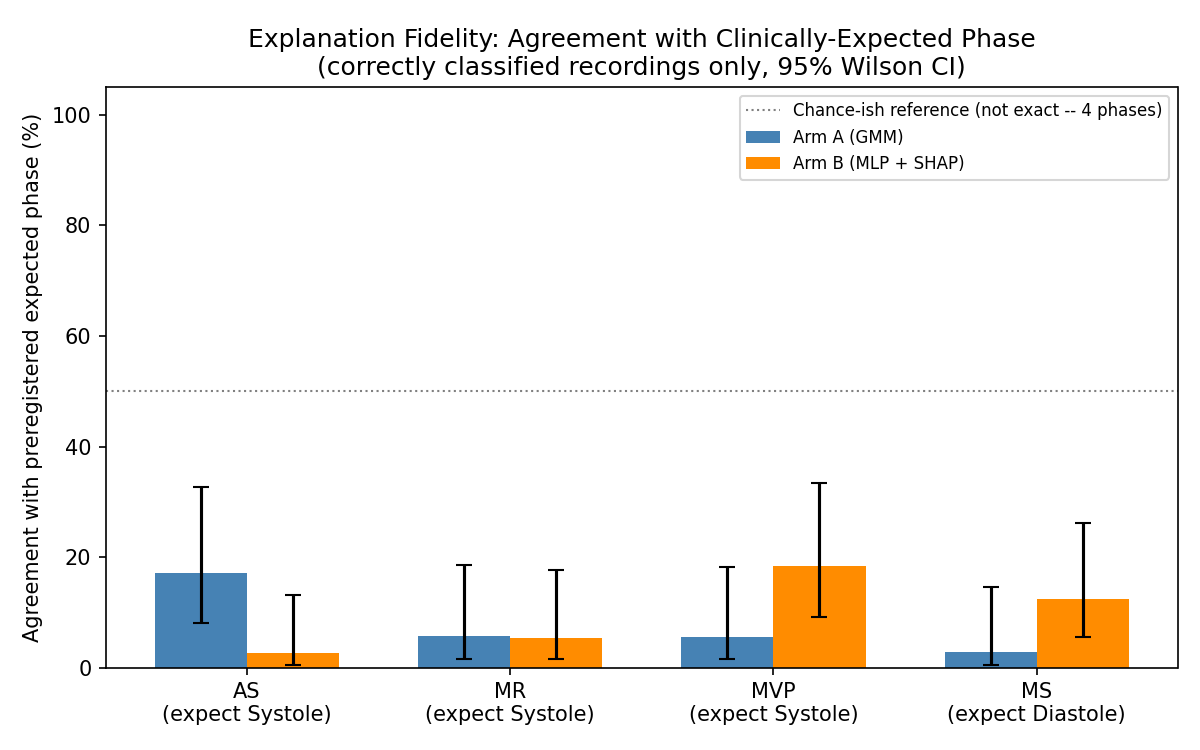 Explanation Fidelity: Agreement with Clinically-Expected Phase
(correctly classified recordings only, 95% Wilson CI)
Agreement with preregistered expected phase (%)
100
80
60
40
20
0
Chance-ish reference (not exact -- 4 phases)
Arm A (GMM)
Arm B (MLP + SHAP)
AS
(expect Systole)
MR
(expect Systole)
MVP
(expect Systole)
MS
(expect Diastole)